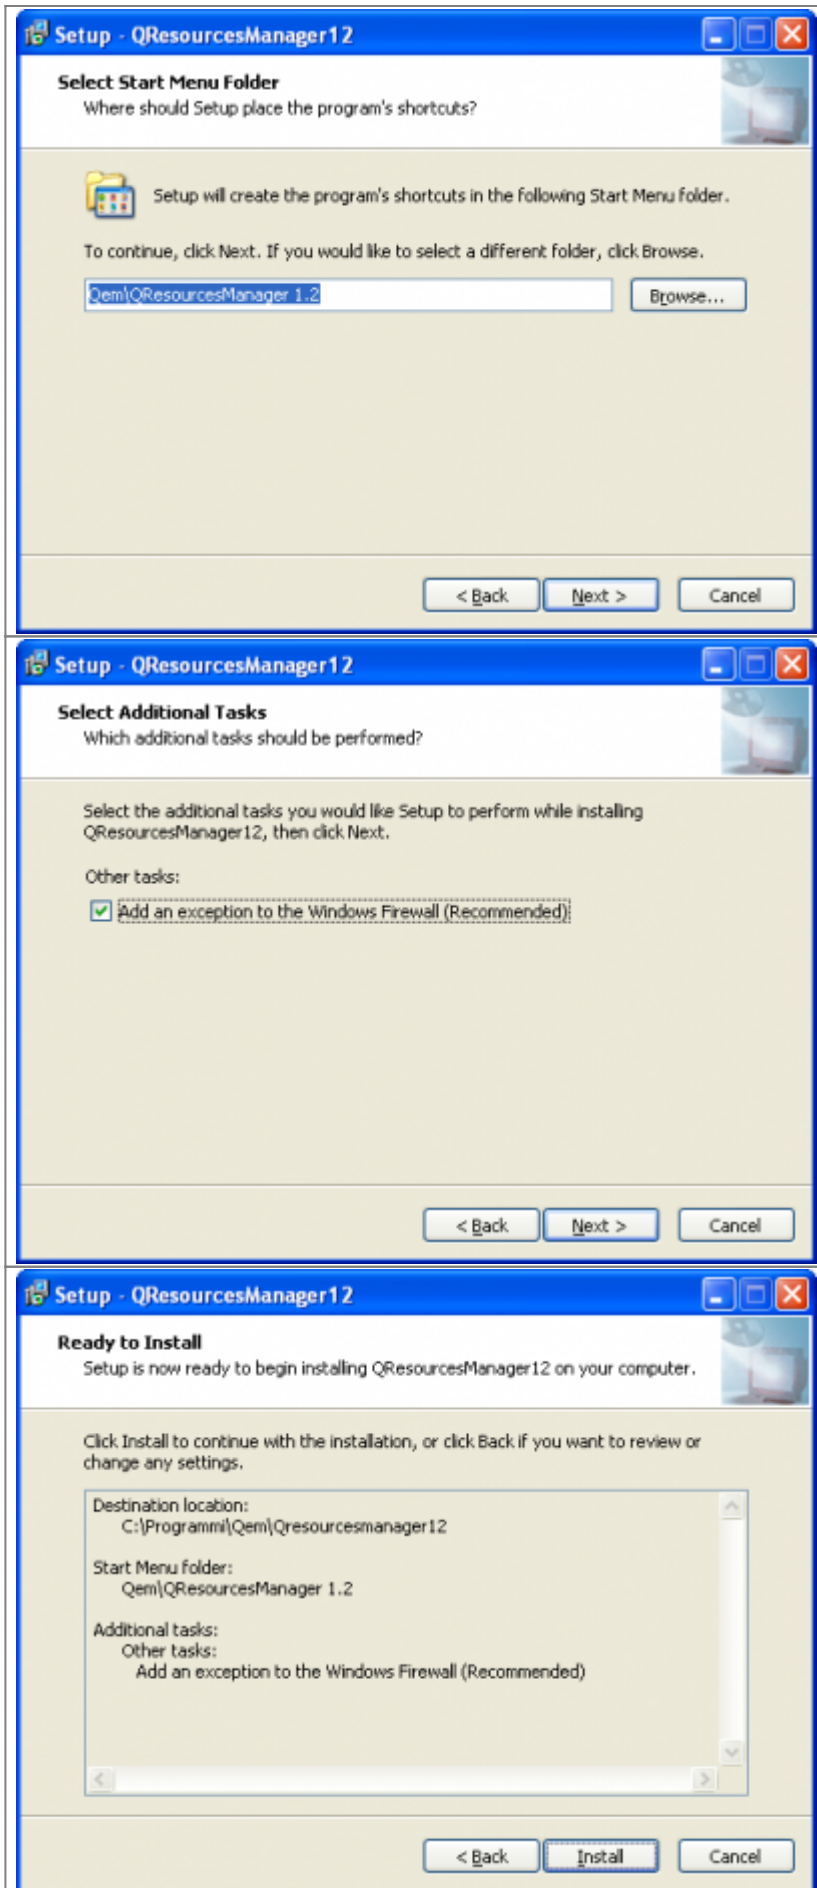 Setup - QResourcesManager12
Select Start Menu Folder
Where should Setup place the program's shortcuts?
Setup will create the program's shortcuts in the following Start Menu folder.
To continue, click Next. If you would like to select a different folder, click Browse.
Qem\QResourcesManager 1.2
Browse...
< Back
Next >
Cancel
Setup - QResourcesManager12
Select Additional Tasks
Which additional tasks should be performed?
Select the additional tasks you would like Setup to perform while installing
QResourcesManager12, then click Next.
Other tasks:
Add an exception to the Windows Firewall (Recommended)
< Back
Next >
Cancel
Setup - QResourcesManager12
Ready to Install
Setup is now ready to begin installing QResourcesManager12 on your computer.
Click Install to continue with the installation, or click Back if you want to review or
change any settings.
Destination location:
C:\Programmi\Qem\Qresourcesmanager12
Start Menu folder:
Qem\QResourcesManager 1.2
Additional tasks:
Other tasks:
Add an exception to the Windows Firewall (Recommended)
< Back
Install
Cancel